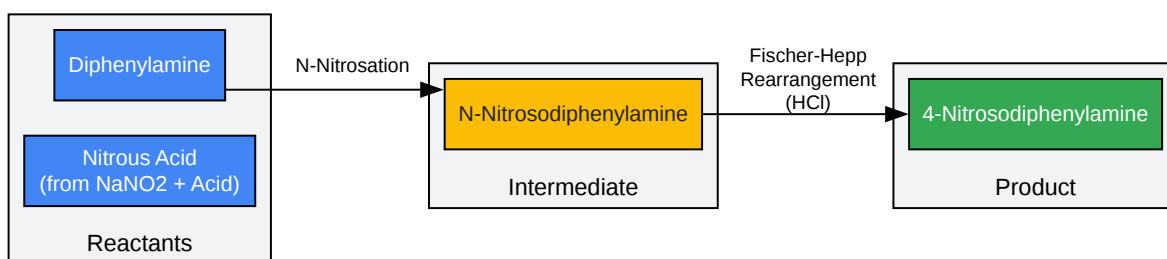 Diphenylamine
Nitrous Acid
(from NaNO2 + Acid)
Reactants
N-Nitrosation
N-Nitrosodiphenylamine
Intermediate
Fischer-Hepp
Rearrangement
(HCl)
4-Nitrosodiphenylamine
Product